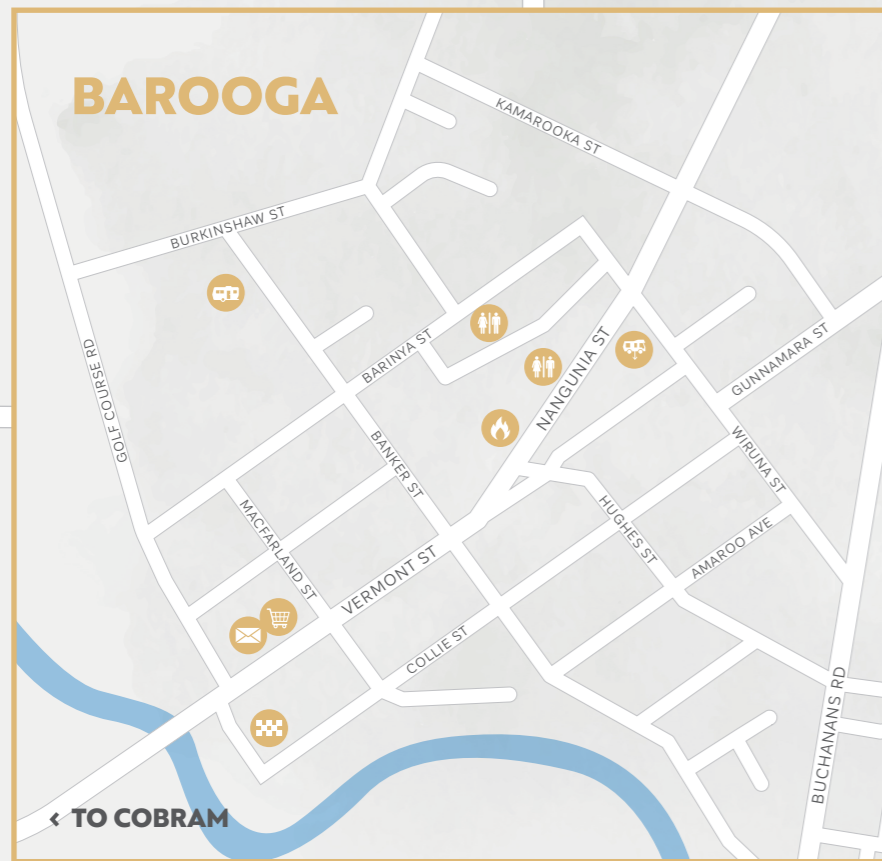 BAROOGA
KAMAROOKA ST
BURKINSHAW ST
GOLF COURSE RD
BARINYA ST
NANGUNIA ST
GUNNAMARA ST
BANKER ST
WIRUNA ST
MACFARLAND ST
HUGHES ST
VERMONT ST
AMAROO AVE
COLLIE ST
BUCHANANS RD
‹ TO COBRAM